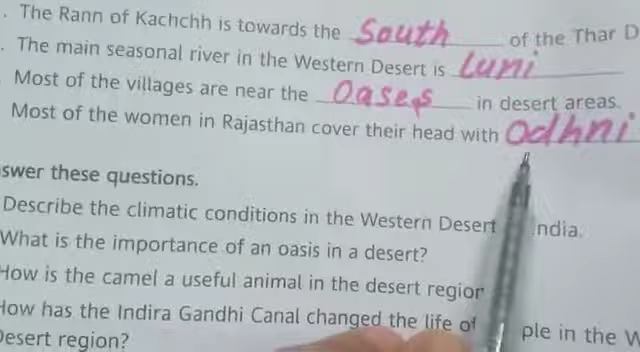 . The Rann of Kachchh is towards the South of the Thar D
. The main seasonal river in the Western Desert is Luni
Most of the villages are near the Oases in desert areas.
Most of the women in Rajasthan cover their head with Odhni
swer these questions.
Describe the climatic conditions in the Western Desert ndia.
What is the importance of an oasis in a desert?
How is the camel a useful animal in the desert region
How has the Indira Gandhi Canal changed the life of ple in the W
Desert region?